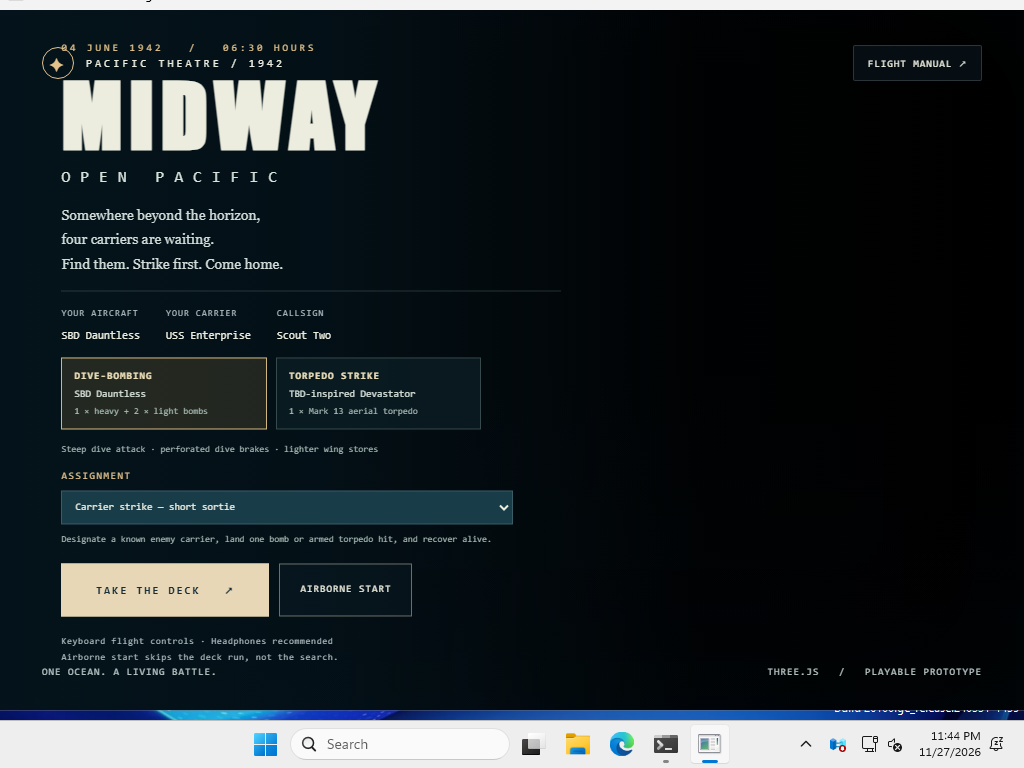 04 JUNE 1942 / 06:30 HOURS
PACIFIC THEATRE / 1942
FLIGHT MANUAL ↗
MIDWAY
OPEN PACIFIC
Somewhere beyond the horizon,
four carriers are waiting.
Find them. Strike first. Come home.
YOUR AIRCRAFT YOUR CARRIER CALLSIGN
SBD Dauntless USS Enterprise Scout Two
DIVE-BOMBING
SBD Dauntless
1 × heavy + 2 × light bombs
TORPEDO STRIKE
TBD-inspired Devastator
1 × Mark 13 aerial torpedo
Steep dive attack · perforated dive brakes · lighter wing stores
ASSIGNMENT
Carrier strike — short sortie
Designate a known enemy carrier, land one bomb or armed torpedo hit, and recover alive.
TAKE THE DECK ↗
AIRBORNE START
Keyboard flight controls · Headphones recommended
Airborne start skips the deck run, not the search.
ONE OCEAN. A LIVING BATTLE.
THREE.JS / PLAYABLE PROTOTYPE
Search
11:44 PM
11/27/2026